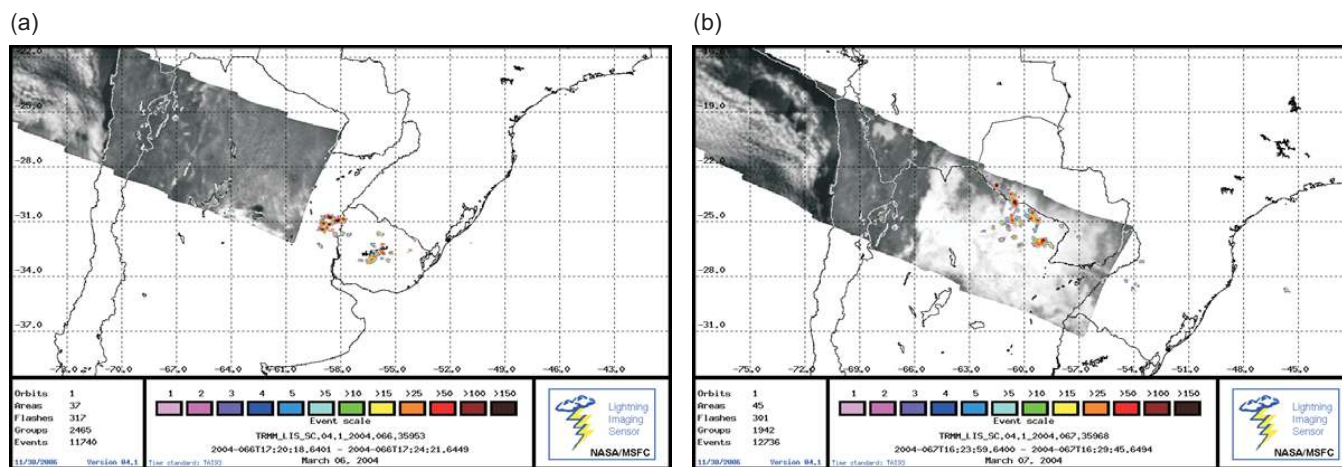 (a)
-22.0
-25.0
-28.0
-31.0
-34.0
-37.0
-70.0 -67.0 -64.0 -61.0 -58.0 -55.0 -52.0 -49.0 -46.0 -43.0
Orbits 1
Areas 37
Flashes 317
Groups 2465
Events 11740
11/30/2006 Version 04.1
1 2 3 4 5 >5 >10 >15 >25 >50 >100 >150
Event scale
TRMM_LIS_SC,04,1_2004,066,35953
2004-066T17:20:18.6401 - 2004-066T17:24:21.6449
Time standard: TAI93
March 06, 2004
Lightning
Imaging
Sensor
NASA/MSFC
(b)
-19.0
-22.0
-25.0
-28.0
-31.0
-75.0 -72.0 -69.0 -66.0 -63.0 -60.0 -57.0 -54.0 -51.0 -48.0 -45.0
Orbits 1
Areas 45
Flashes 301
Groups 1942
Events 12736
11/30/2006 Version 04.1
1 2 3 4 5 >5 >10 >15 >25 >50 >100 >150
Event scale
TRMM_LIS_SC,04,1_2004,067,35968
2004-067T16:23:59.6400 - 2004-067T16:29:45.6494
Time standard: TAI93
March 07, 2004
Lightning
Imaging
Sensor
NASA/MSFC